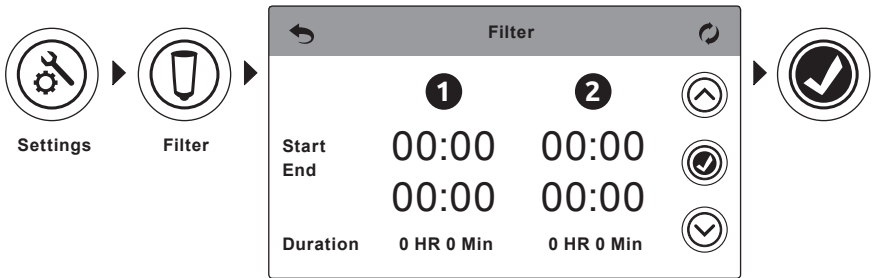 Settings
Filter
Filter
1 2
Start 00:00 00:00
End 00:00 00:00
Duration 0 HR 0 Min 0 HR 0 Min